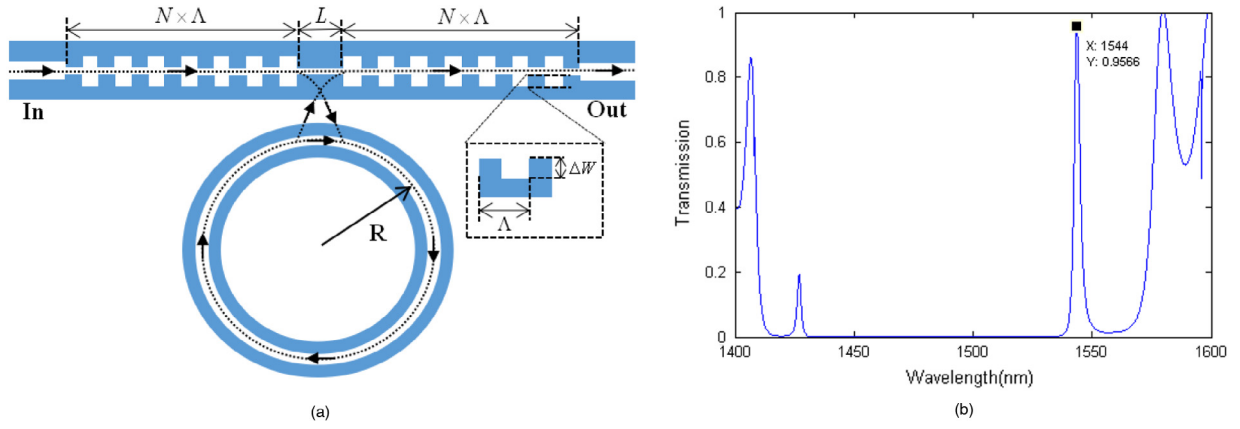 N × Λ
L
N × Λ
In
Out
ΔW
Λ
R
(a)
1
0.8
0.6
0.4
0.2
0
Transmission
X: 1544
Y: 0.9566
1400
1450
1500
1550
1600
Wavelength(nm)
(b)